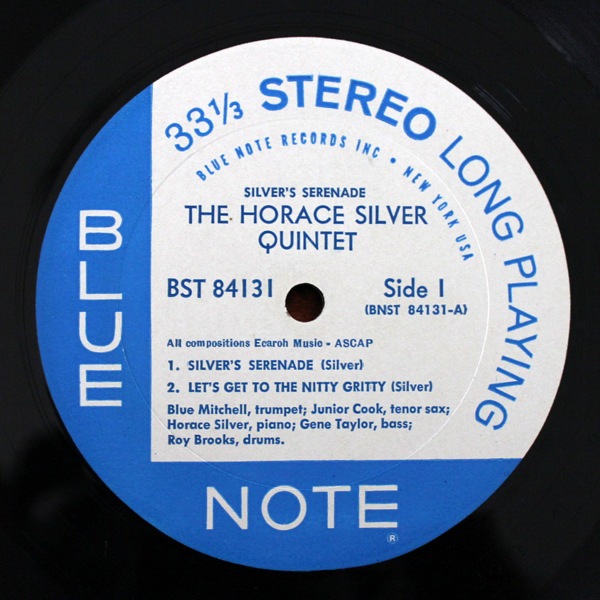 33⅓ STEREO LONG PLAYING
BLUE NOTE RECORDS INC • NEW YORK USA
SILVER'S SERENADE
THE HORACE SILVER
QUINTET
BST 84131
Side 1
(BNST 84131-A)
All compositions Ecaroh Music - ASCAP
1. SILVER'S SERENADE (Silver)
2. LET'S GET TO THE NITTY GRITTY (Silver)
Blue Mitchell, trumpet; Junior Cook, tenor sax;
Horace Silver, piano; Gene Taylor, bass;
Roy Brooks, drums.
BLUE
NOTE
®